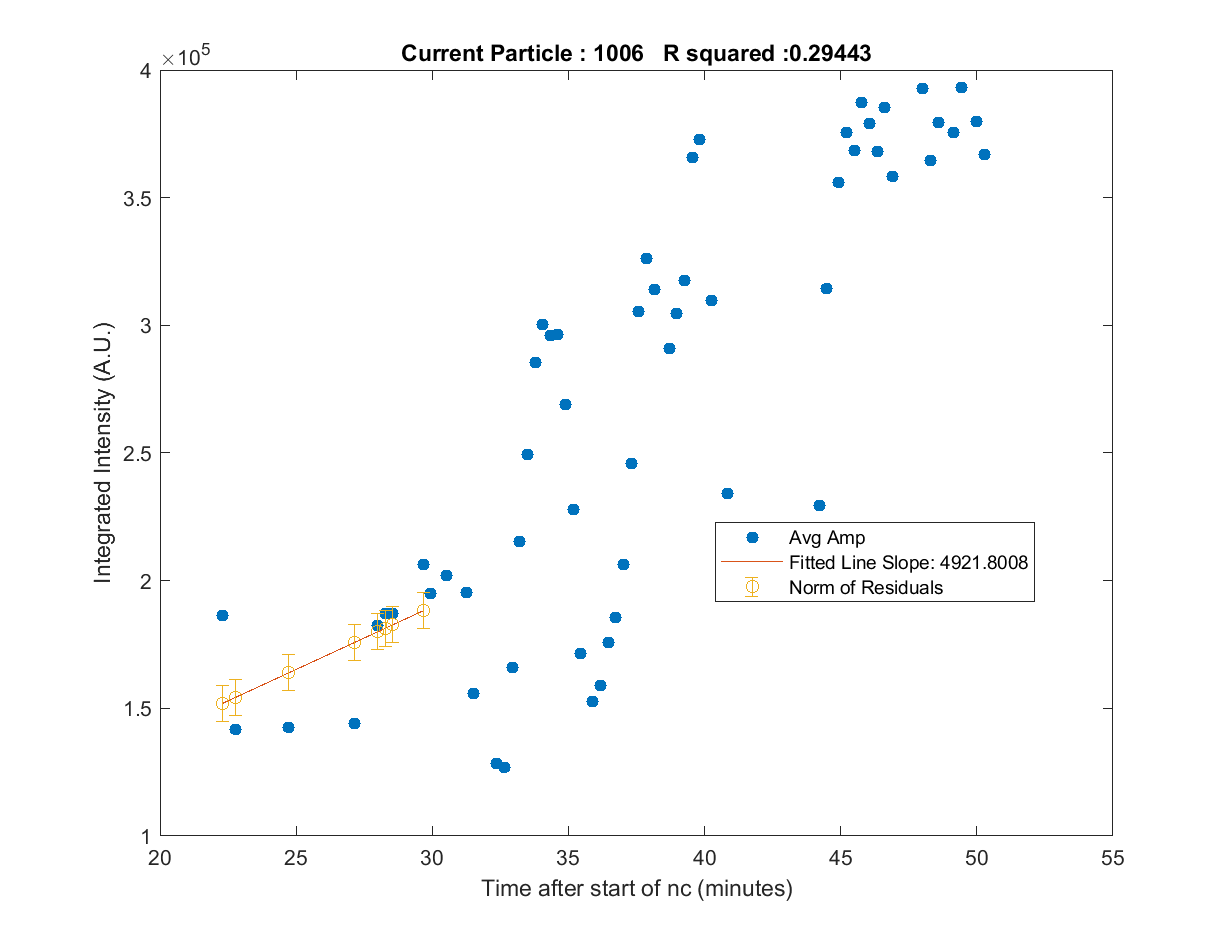 Current Particle : 1006   R squared :0.29443
×10^5
4
3.5
3
2.5
2
1.5
1
Integrated Intensity (A.U.)
Avg Amp
Fitted Line Slope: 4921.8008
Norm of Residuals
20 25 30 35 40 45 50 55
Time after start of nc (minutes)